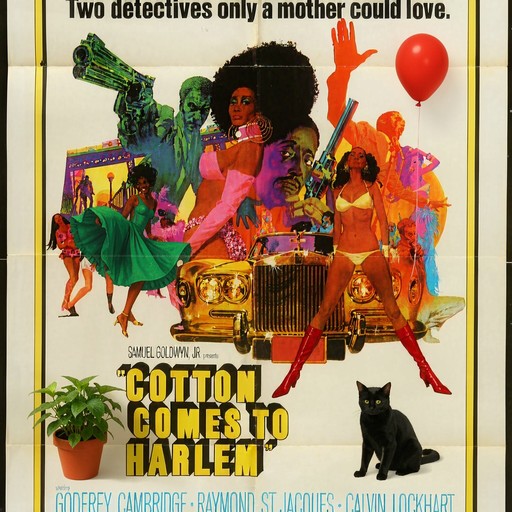 Two detectives only a mother could love.
SAMUEL GOLDWYN, JR. presents
"COTTON
COMES TO
HARLEM"
GODFREY CAMBRIDGE · RAYMOND ST. JACQUES · CALVIN LOCKHART